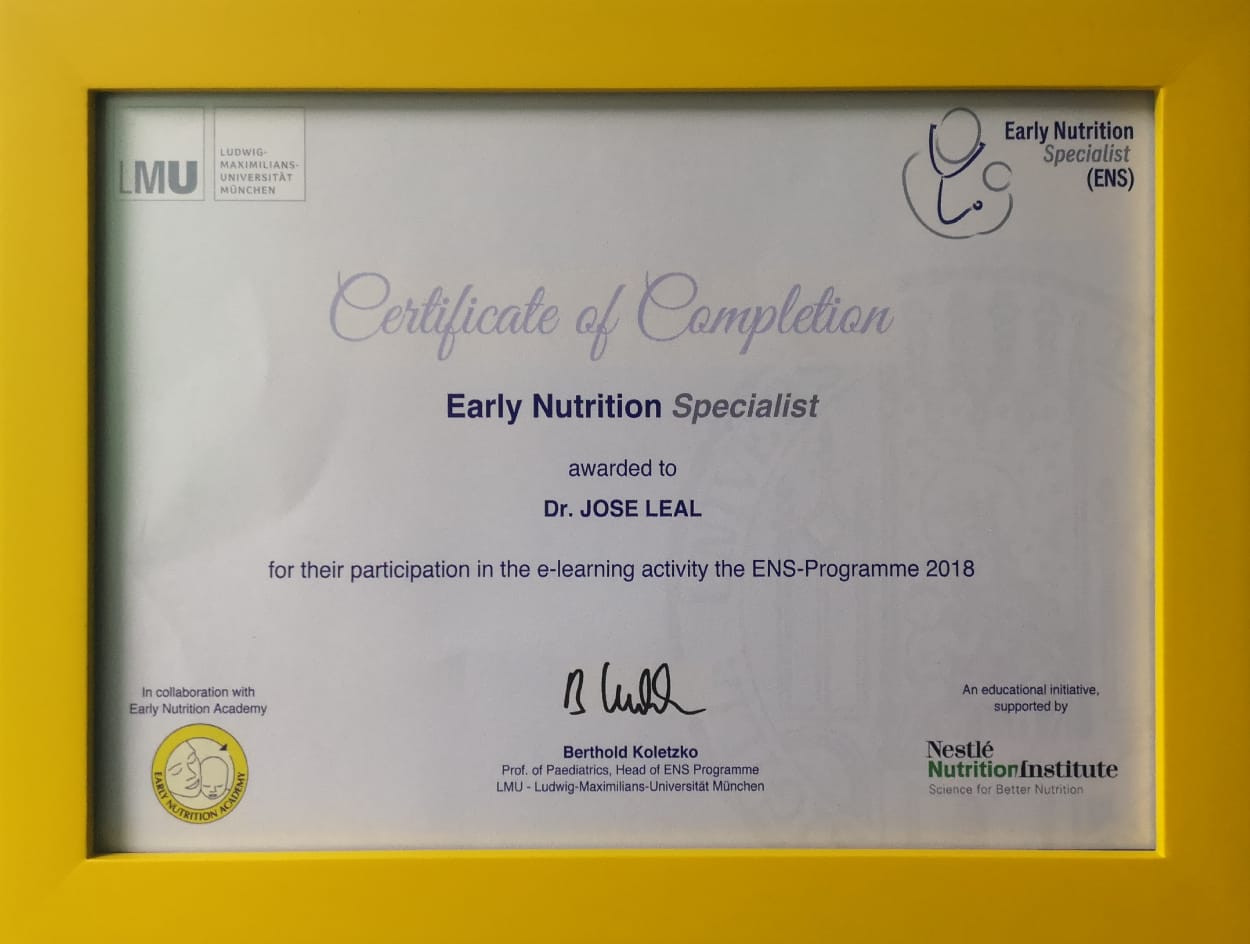 LMU
LUDWIG-
MAXIMILIANS-
UNIVERSITÄT
MÜNCHEN
Early Nutrition
Specialist
(ENS)
Certificate of Completion
Early Nutrition Specialist
awarded to
Dr. JOSE LEAL
for their participation in the e-learning activity the ENS-Programme 2018
In collaboration with
Early Nutrition Academy
EARLY NUTRITION ACADEMY
Berthold Koletzko
Prof. of Paediatrics, Head of ENS Programme
LMU - Ludwig-Maximilians-Universität München
An educational initiative,
supported by
Nestlé
NutritionInstitute
Science for Better Nutrition